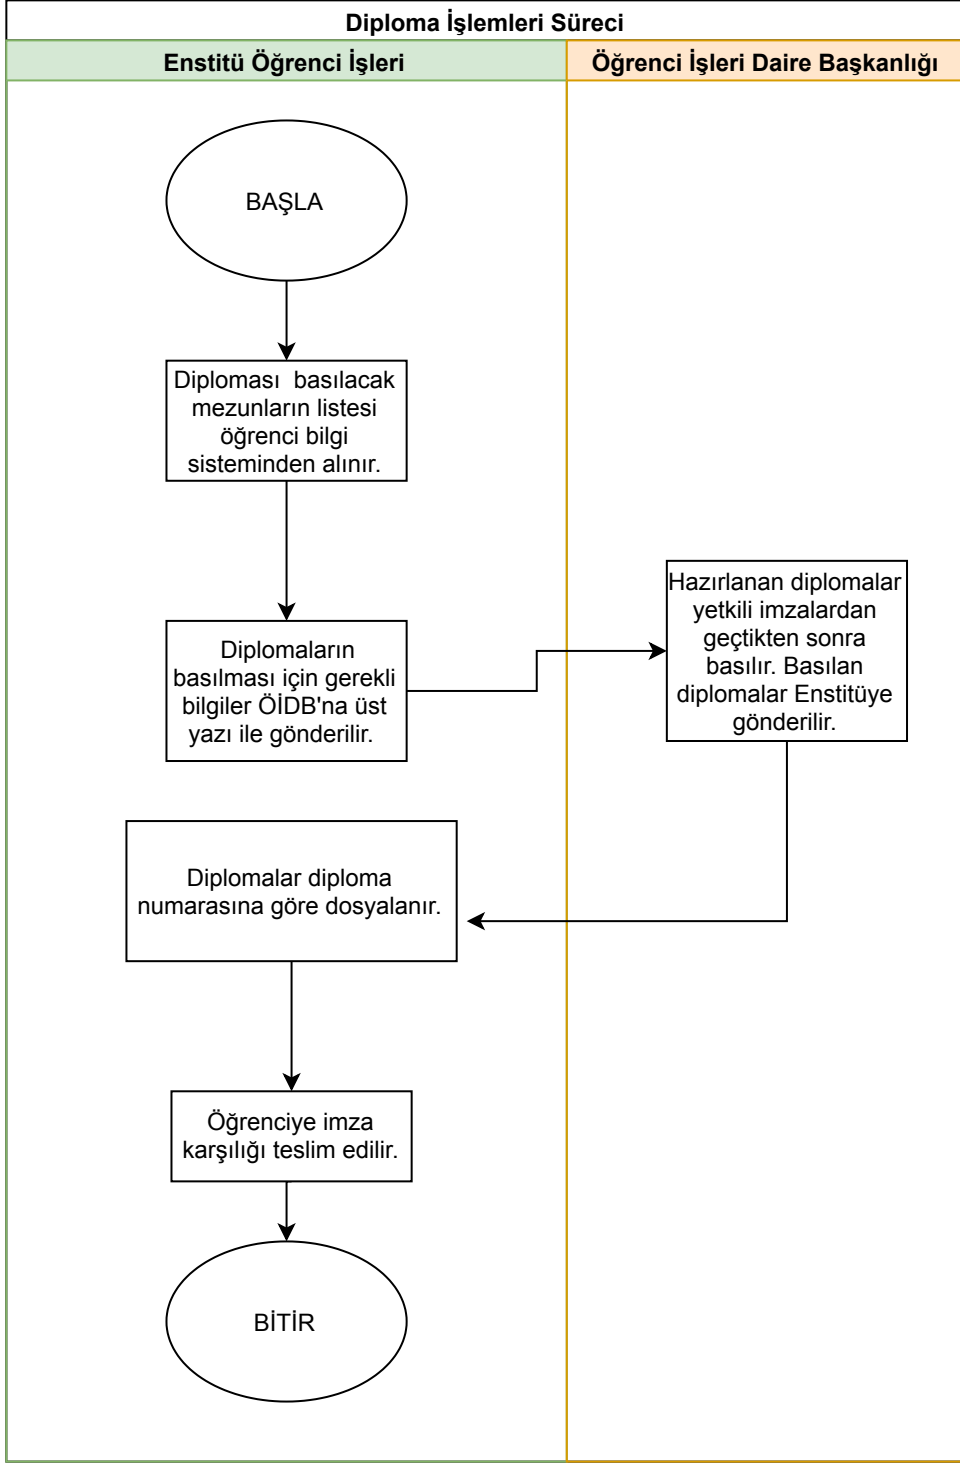 Diploma İşlemleri Süreci
Enstitü Öğrenci İşleri
Öğrenci İşleri Daire Başkanlığı
BAŞLA
Diploması  basılacak
mezunların listesi
öğrenci bilgi
sisteminden alınır.
Diplomaların
basılması için gerekli
bilgiler ÖİDB'na üst
yazı ile gönderilir.
Hazırlanan diplomalar
yetkili imzalardan
geçtikten sonra
basılır. Basılan
diplomalar Enstitüye
gönderilir.
Diplomalar diploma
numarasına göre dosyalanır.
Öğrenciye imza
karşılığı teslim edilir.
BİTİR